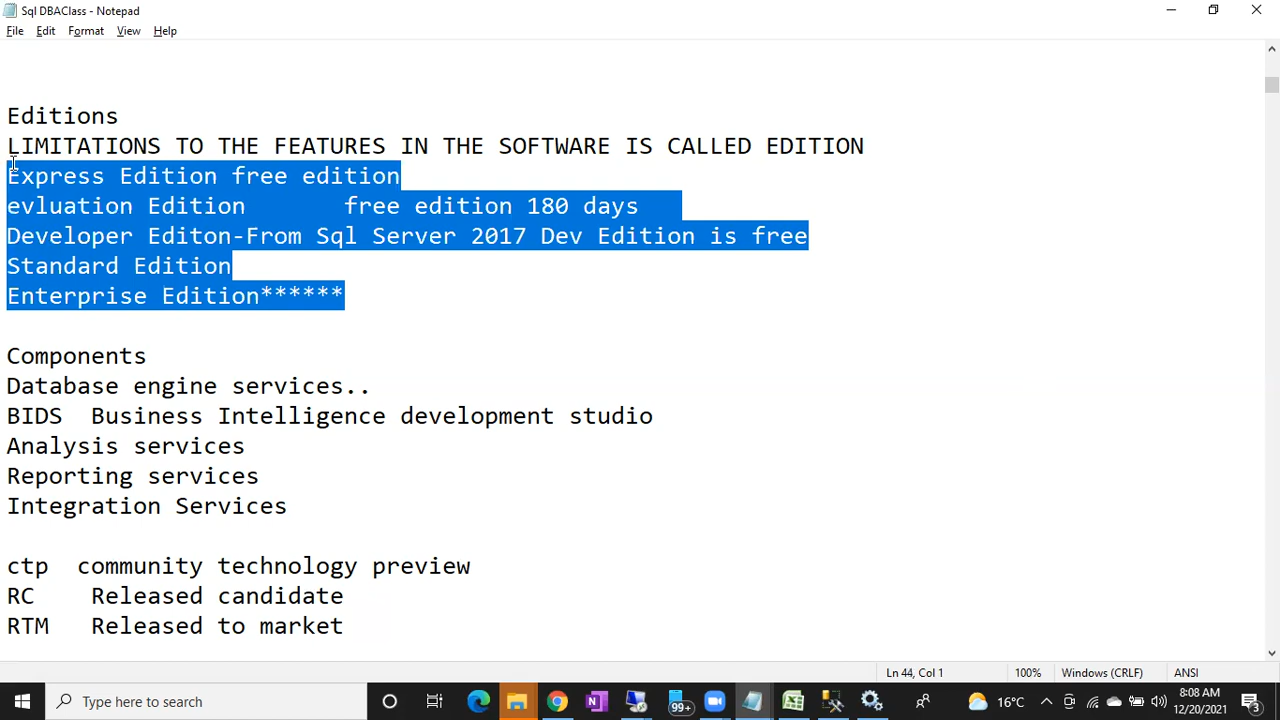 Sql DBAClass - Notepad
File Edit Format View Help
Editions
LIMITATIONS TO THE FEATURES IN THE SOFTWARE IS CALLED EDITION
Express Edition free edition
evluation Edition free edition 180 days
Developer Editon-From Sql Server 2017 Dev Edition is free
Standard Edition
Enterprise Edition******
Components
Database engine services..
BIDS Business Intelligence development studio
Analysis services
Reporting services
Integration Services
ctp community technology preview
RC Released candidate
RTM Released to market
Ln 44, Col 1 100% Windows (CRLF) ANSI
Type here to search 99+ 16°C 8:08 AM
12/20/2021 3